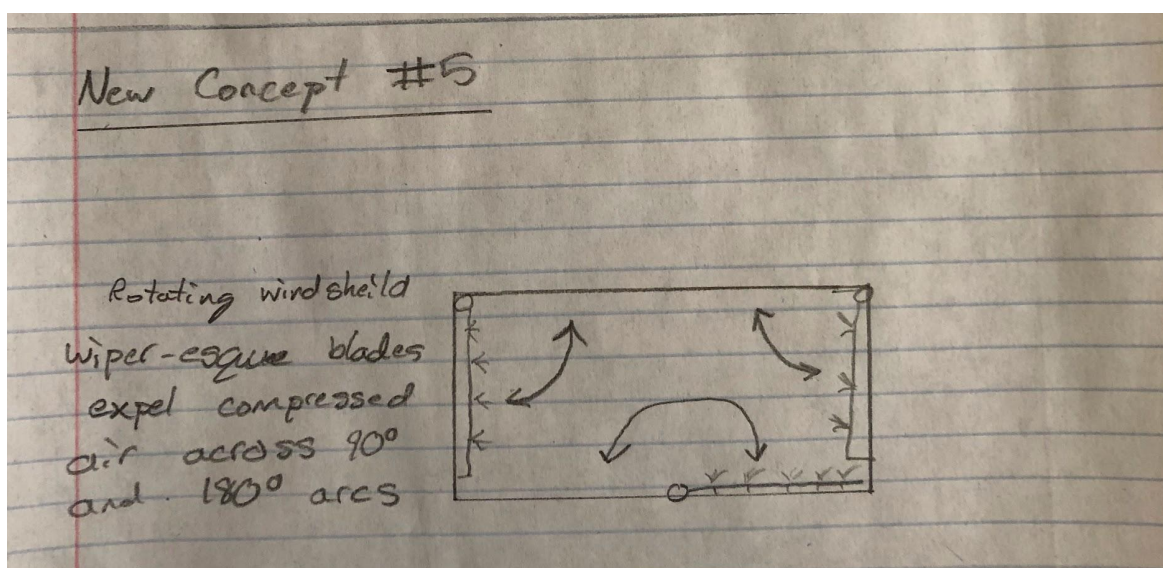 New Concept #5
Rotating windsheild
wiper-esque blades
expel compressed
air across 90°
and 180° arcs